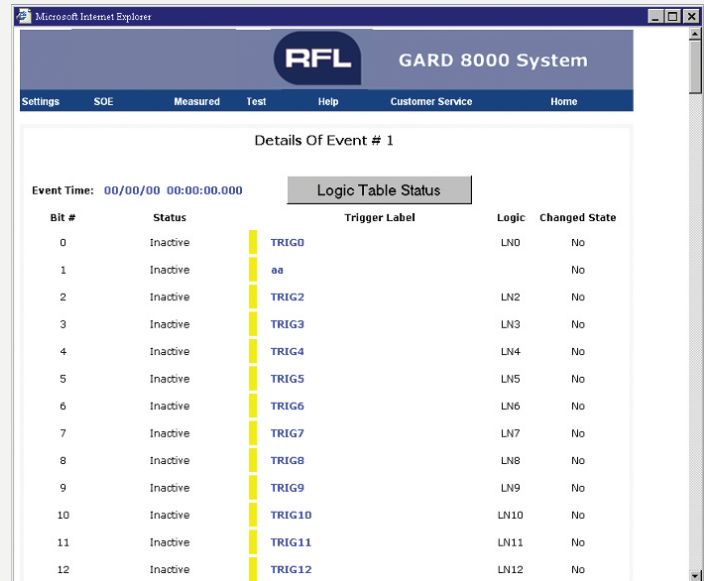 Microsoft Internet Explorer
RFL GARD 8000 System
Settings SOE Measured Test Help Customer Service Home
Details Of Event # 1
Event Time: 00/00/00 00:00:00.000 Logic Table Status
Bit # Status Trigger Label Logic Changed State
0 Inactive TRIG0 LN0 No
1 Inactive aa No
2 Inactive TRIG2 LN2 No
3 Inactive TRIG3 LN3 No
4 Inactive TRIG4 LN4 No
5 Inactive TRIG5 LN5 No
6 Inactive TRIG6 LN6 No
7 Inactive TRIG7 LN7 No
8 Inactive TRIG8 LN8 No
9 Inactive TRIG9 LN9 No
10 Inactive TRIG10 LN10 No
11 Inactive TRIG11 LN11 No
12 Inactive TRIG12 LN12 No